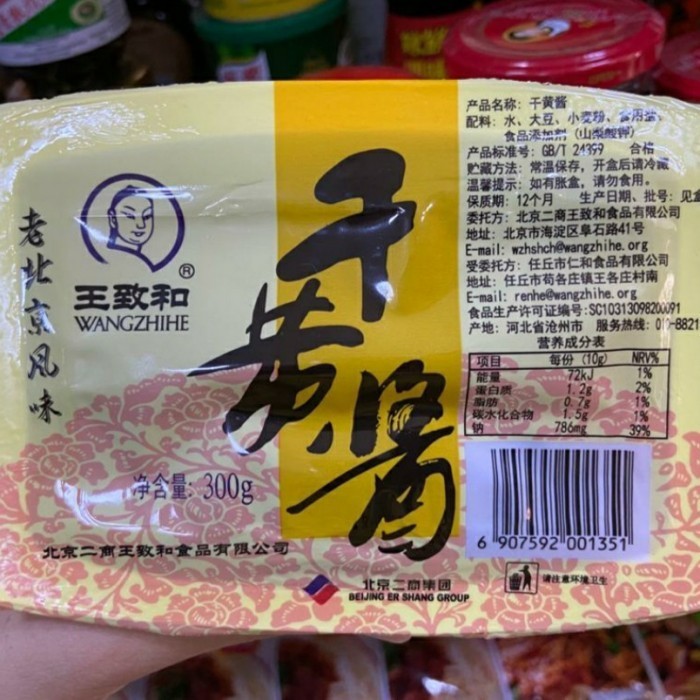 老北京风味
王致和®
WANGZHIHE
净含量: 300g
北京二商王致和食品有限公司
干黄酱
北京二商集团
BEIJING ER SHANG GROUP
产品名称: 干黄酱
配料: 水、大豆、小麦粉、食用盐、
食品添加剂 (山梨酸钾)
产品标准号: GB/T 24399 合格
贮藏方法: 常温保存, 开盒后请冷藏
温馨提示: 如有胀盒, 请勿食用。
保质期: 12个月 生产日期、批号: 见盒
委托方: 北京二商王致和食品有限公司
地址: 北京市海淀区阜石路41号
E-mail: wzhshch@wangzhihe.org
受委托方: 任丘市仁和食品有限公司
地址: 任丘市苟各庄镇王各庄村南
E-mail: renhe@wangzhihe.org
食品生产许可证编号:SC10313098200091
产地: 河北省沧州市 服务热线: 010-8821
营养成分表
项目 每份 (10g) NRV%
能量 72kJ 1%
蛋白质 1.2g 2%
脂肪 0.7g 1%
碳水化合物 1.5g 1%
钠 786mg 39%
6 907592 001351
请注意环境卫生